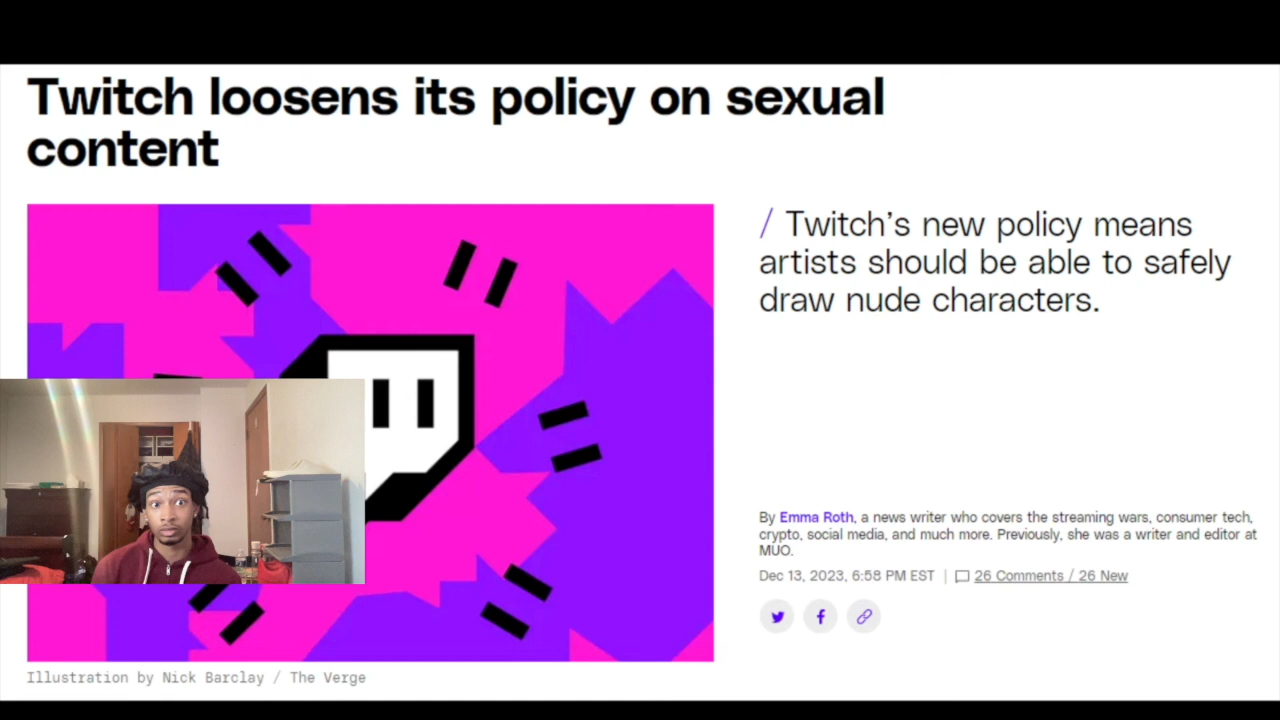 Twitch loosens its policy on sexual
content
/ Twitch’s new policy means
artists should be able to safely
draw nude characters.
By Emma Roth, a news writer who covers the streaming wars, consumer tech,
crypto, social media, and much more. Previously, she was a writer and editor at
MUO.
Dec 13, 2023, 6:58 PM EST | 26 Comments / 26 New
Illustration by Nick Barclay / The Verge